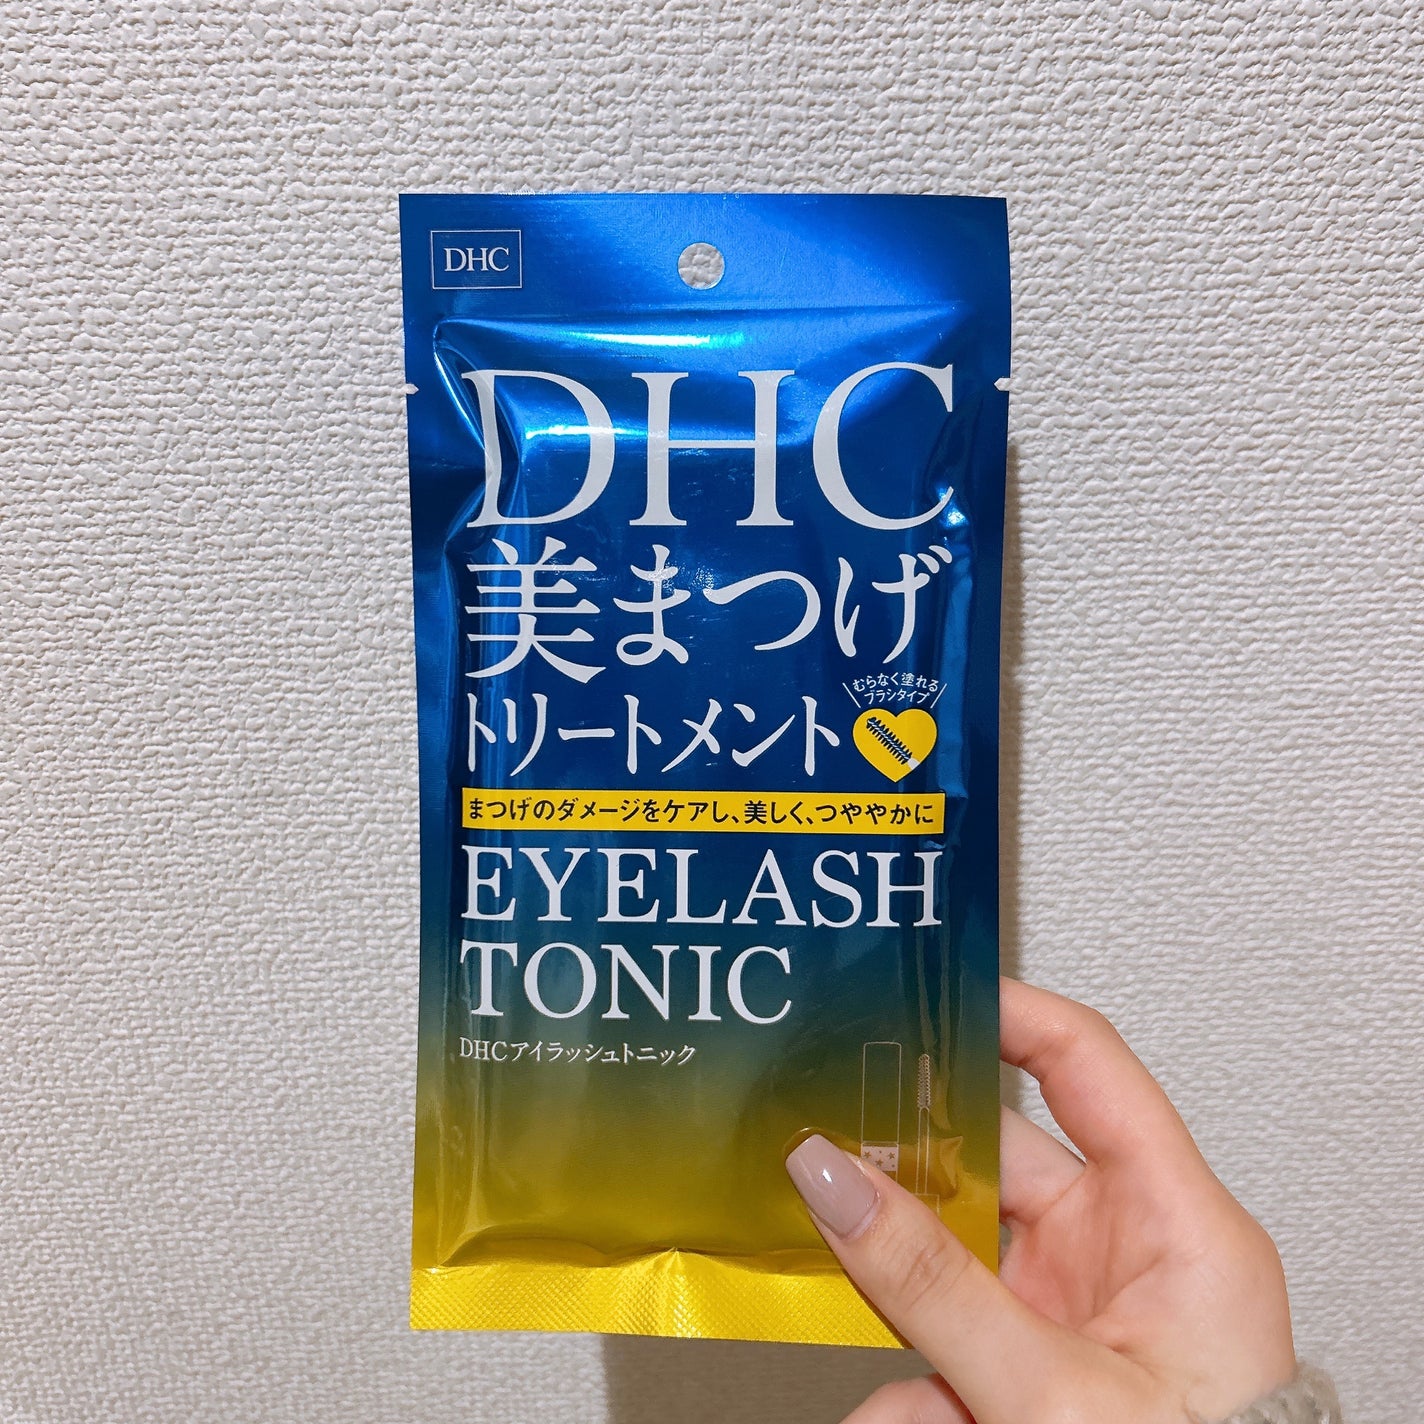 DHC
DHC
美まつげ
むらなく塗れる
ブラシタイプ
トリートメント
まつげのダメージをケアし、美しく、つややかに
EYELASH
TONIC
DHCアイラッシュトニック